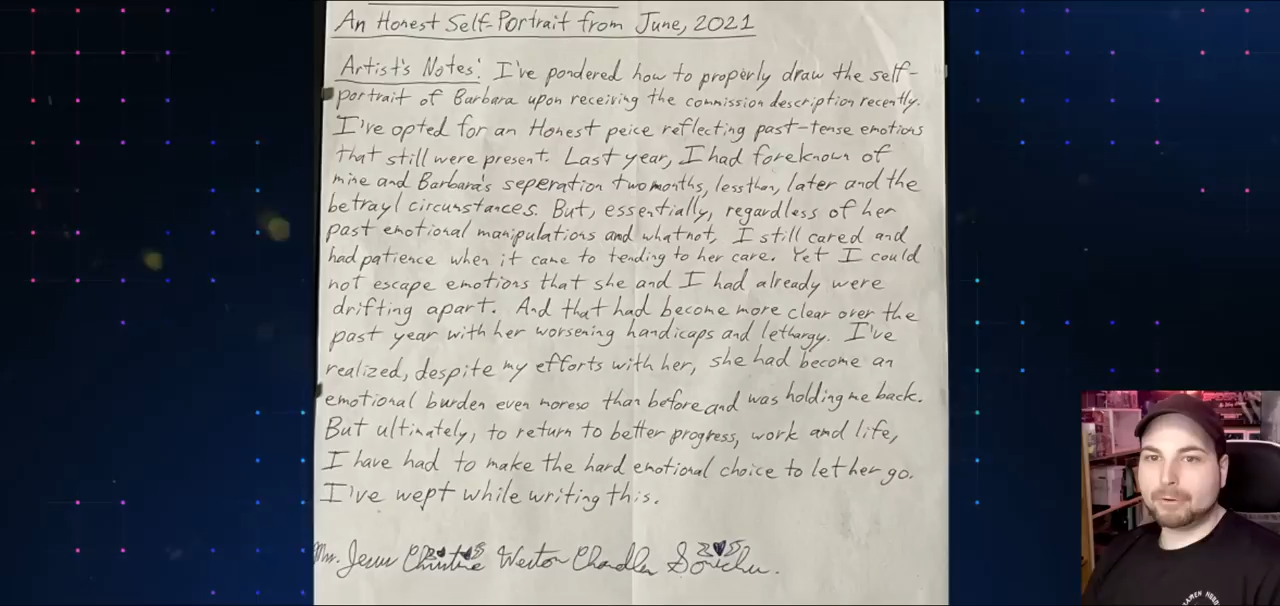 An Honest Self-Portrait from June, 2021
Artist's Notes: I've pondered how to properly draw the self-
portrait of Barbara upon receiving the commission description recently.
I've opted for an Honest peice reflecting past-tense emotions
that still were present. Last year, I had foreknown of
mine and Barbara's seperation two months, less than, later and the
betrayl circumstances. But, essentially, regardless of her
past emotional manipulations and whatnot, I still cared and
had patience when it came to tending to her care. Yet I could
not escape emotions that she and I had already were
drifting apart. And that had become more clear over the
past year with her worsening handicaps and lethargy. I've
realized, despite my efforts with her, she had become an
emotional burden even moreso than before and was holding me back.
But ultimately, to return to better progress, work and life,
I have had to make the hard emotional choice to let her go.
I've wept while writing this.
Christine Weston Chandler Sonichu.